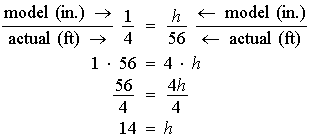 model (in.) → 1/4 = h/56 ← model (in.)
actual (ft) → ← actual (ft)
1 · 56 = 4 · h
56/4 = 4h/4
14 = h